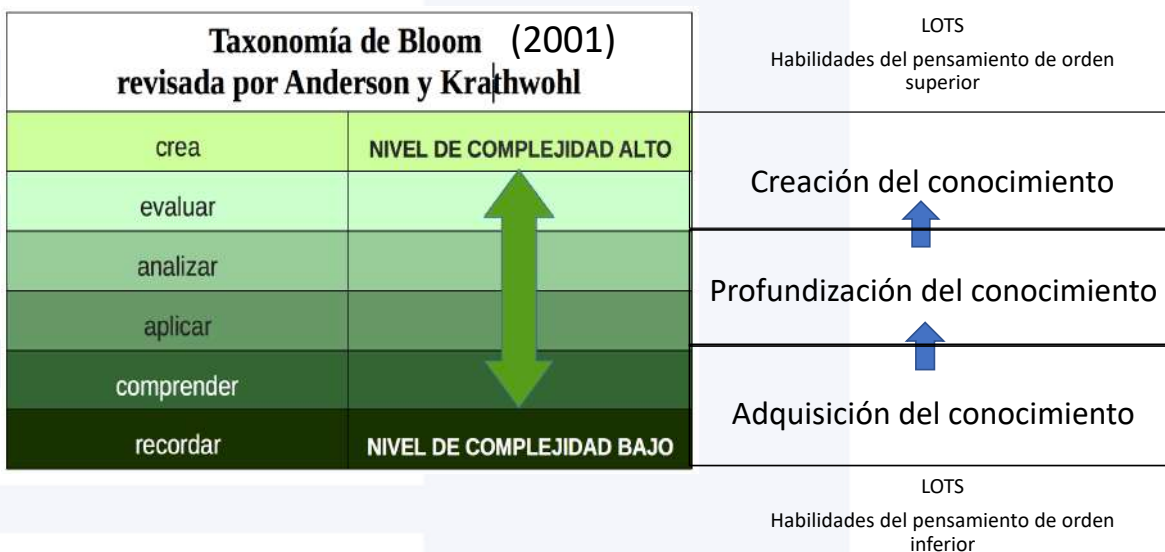 Taxonomía de Bloom (2001)
revisada por Anderson y Krathwohl
crea
NIVEL DE COMPLEJIDAD ALTO
evaluar
analizar
aplicar
comprender
recordar
NIVEL DE COMPLEJIDAD BAJO
LOTS
Habilidades del pensamiento de orden
superior
Creación del conocimiento
Profundización del conocimiento
Adquisición del conocimiento
LOTS
Habilidades del pensamiento de orden
inferior